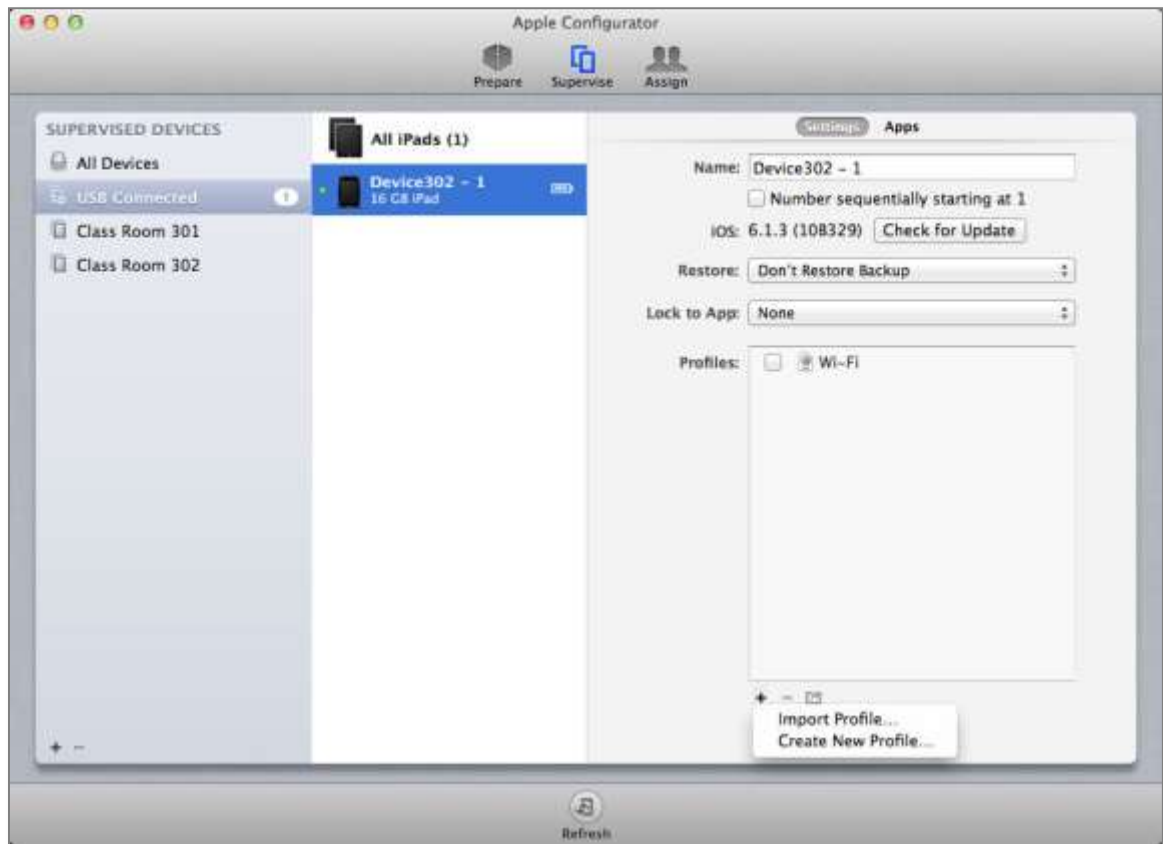 Apple Configurator
Prepare Supervise Assign
SUPERVISED DEVICES
All Devices
USB Connected 1
Class Room 301
Class Room 302
All iPads (1)
Device302 - 1
16 GB iPad
Settings Apps
Name: Device302 - 1
Number sequentially starting at 1
iOS: 6.1.3 (10B329) Check for Update
Restore: Don't Restore Backup
Lock to App: None
Profiles: Wi-Fi
Import Profile...
Create New Profile...
Refresh